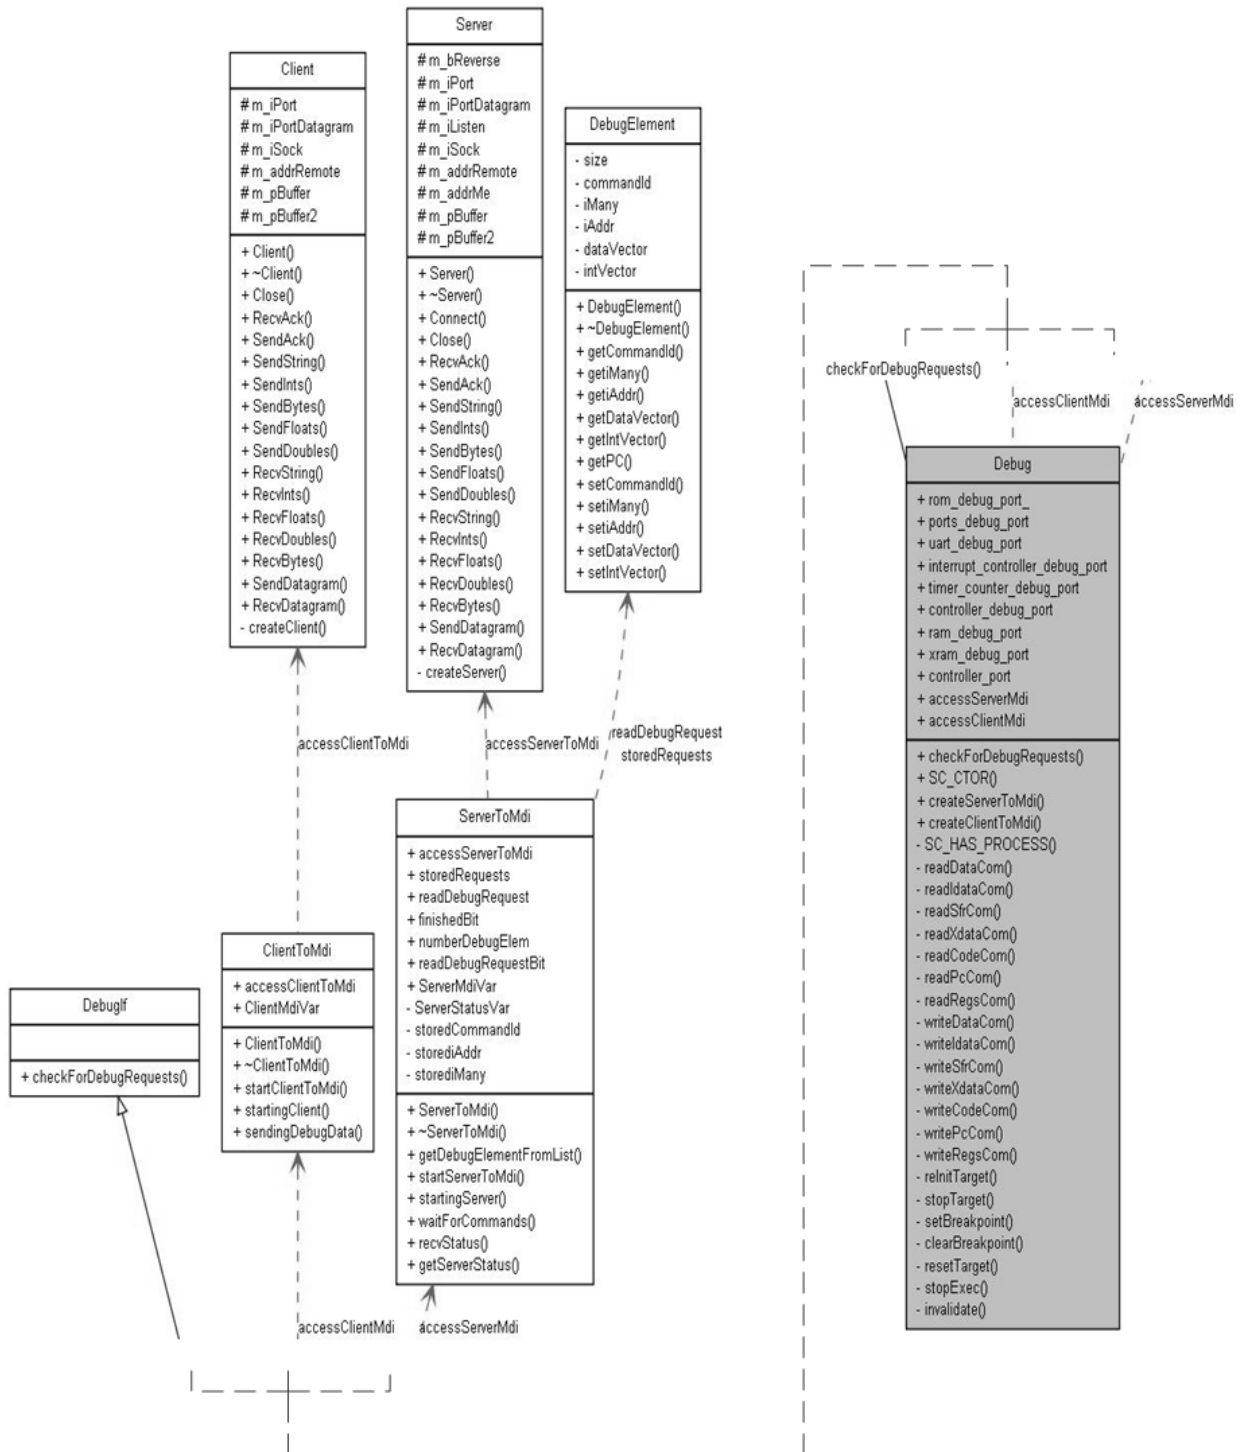 Client
# m_iPort
# m_iPortDatagram
# m_iSock
# m_addrRemote
# m_pBuffer
# m_pBuffer2
+ Client()
+ ~Client()
+ Close()
+ RecvAck()
+ SendAck()
+ SendString()
+ SendInts()
+ SendBytes()
+ SendFloats()
+ SendDoubles()
+ RecvString()
+ RecvInts()
+ RecvFloats()
+ RecvDoubles()
+ RecvBytes()
+ SendDatagram()
+ RecvDatagram()
- createClient()
Server
# m_bReverse
# m_iPort
# m_iPortDatagram
# m_iListen
# m_iSock
# m_addrRemote
# m_addrMe
# m_pBuffer
# m_pBuffer2
+ Server()
+ ~Server()
+ Connect()
+ Close()
+ RecvAck()
+ SendAck()
+ SendString()
+ SendInts()
+ SendBytes()
+ SendFloats()
+ SendDoubles()
+ RecvString()
+ RecvInts()
+ RecvFloats()
+ RecvDoubles()
+ RecvBytes()
+ SendDatagram()
+ RecvDatagram()
- createServer()
DebugElement
- size
- commandId
- iMany
- iAddr
- dataVector
- intVector
+ DebugElement()
+ ~DebugElement()
+ getCommandId()
+ getiMany()
+ getiAddr()
+ getDataVector()
+ getIntVector()
+ getPC()
+ setCommandId()
+ setiMany()
+ setiAddr()
+ setDataVector()
+ setIntVector()
accessClientToMdi
accessServerToMdi
readDebugRequest
storedRequests
DebugIf
+ checkForDebugRequests()
ClientToMdi
+ accessClientToMdi
+ ClientMdiVar
+ ClientToMdi()
+ ~ClientToMdi()
+ startClientToMdi()
+ startingClient()
+ sendingDebugData()
ServerToMdi
+ accessServerToMdi
+ storedRequests
+ readDebugRequest
+ finishedBit
+ numberDebugElem
+ readDebugRequestBit
+ ServerMdiVar
- ServerStatusVar
- storedCommandId
- storediAddr
- storediMany
+ ServerToMdi()
+ ~ServerToMdi()
+ getDebugElementFromList()
+ startServerToMdi()
+ startingServer()
+ waitForCommands()
+ recvStatus()
+ getServerStatus()
accessClientMdi
accessServerMdi
checkForDebugRequests()
accessClientMdi
accessServerMdi
Debug
+ rom_debug_port_
+ ports_debug_port
+ uart_debug_port
+ interrupt_controller_debug_port
+ timer_counter_debug_port
+ controller_debug_port
+ ram_debug_port
+ xram_debug_port
+ controller_port
+ accessServerMdi
+ accessClientMdi
+ checkForDebugRequests()
+ SC_CTOR()
+ createServerToMdi()
+ createClientToMdi()
- SC_HAS_PROCESS()
- readDataCom()
- readIdataCom()
- readSfrCom()
- readXdataCom()
- readCodeCom()
- readPcCom()
- readRegsCom()
- writeDataCom()
- writeIdataCom()
- writeSfrCom()
- writeXdataCom()
- writeCodeCom()
- writePcCom()
- writeRegsCom()
- reInitTarget()
- stopTarget()
- setBreakpoint()
- clearBreakpoint()
- resetTarget()
- stopExec()
- invalidate()